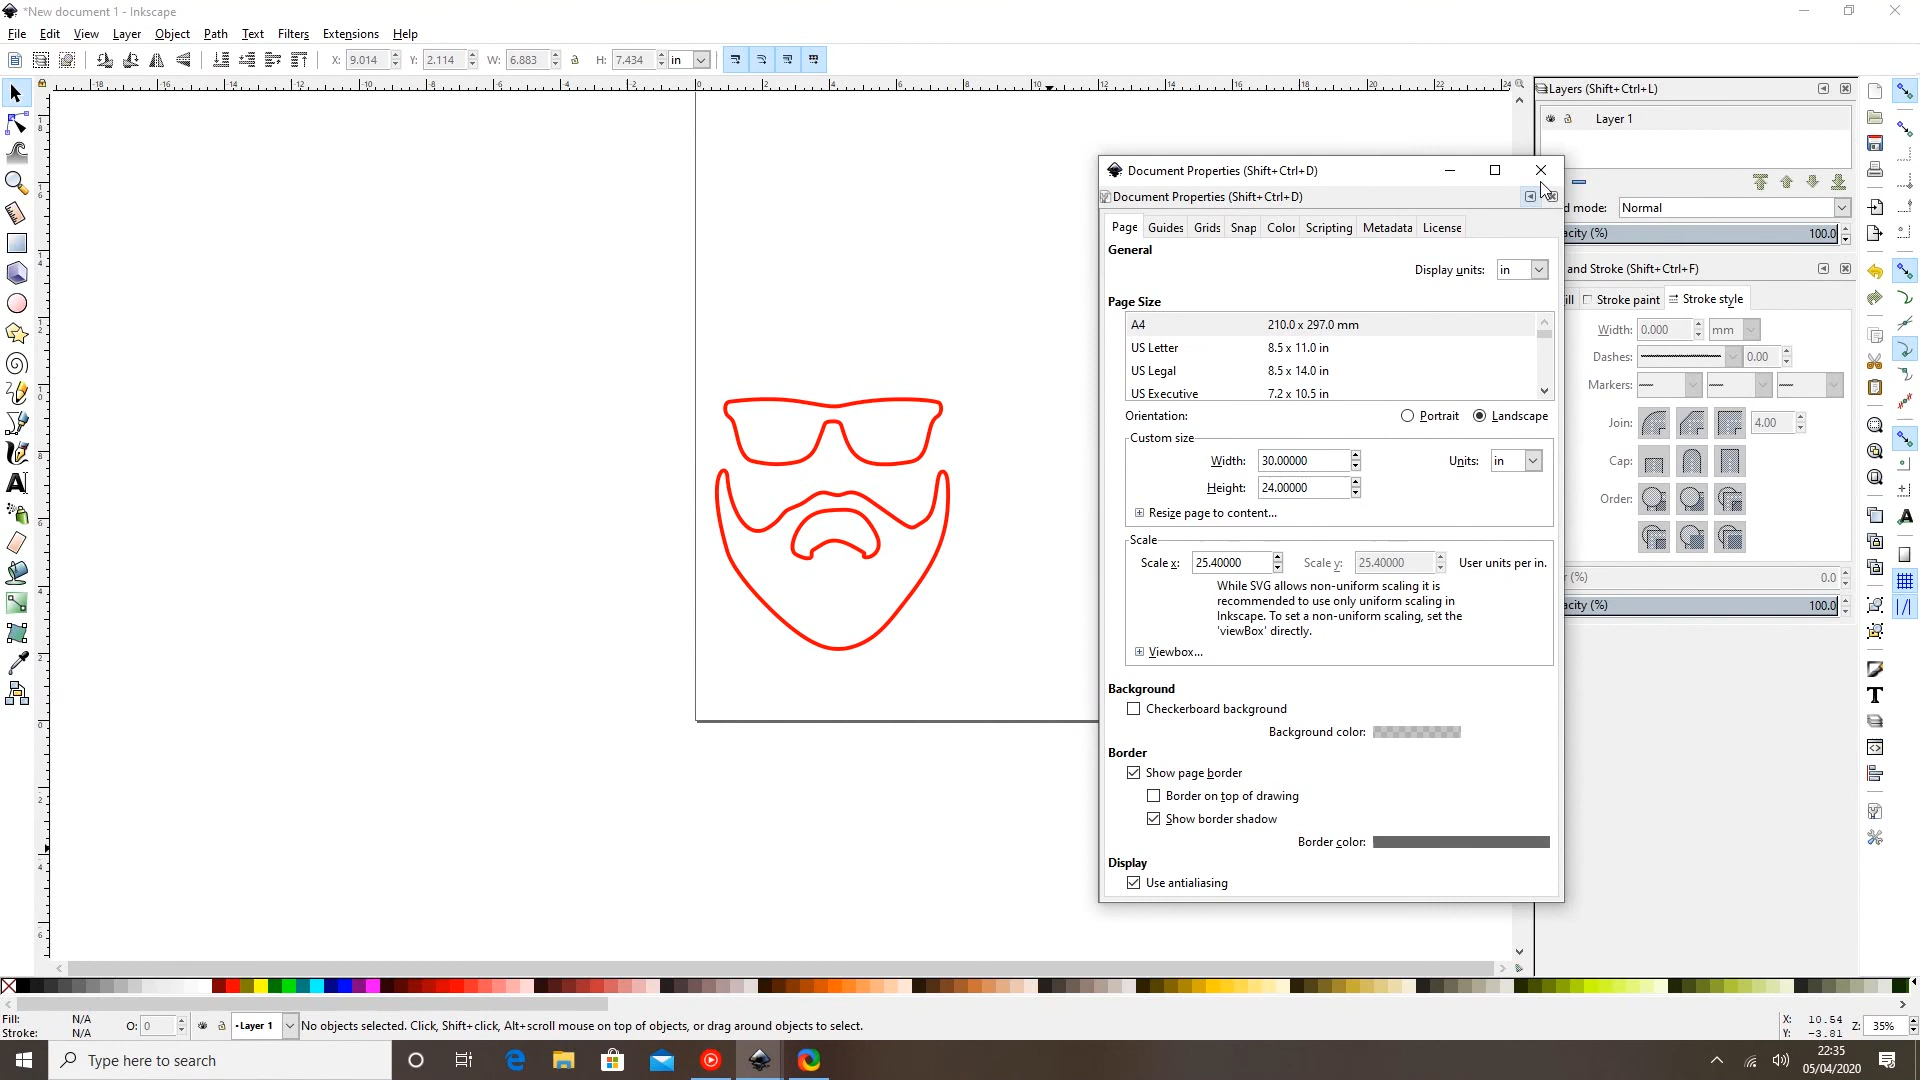 *New document 1 - Inkscape
File Edit View Layer Object Path Text Filters Extensions Help
X: 9.014 Y: 2.114 W: 6.883 H: 7.434 in
Layers (Shift+Ctrl+L)
Layer 1
Document Properties (Shift+Ctrl+D)
Document Properties (Shift+Ctrl+D)
d mode: Normal
Page Guides Grids Snap Color Scripting Metadata License
acity (%) 100.0
General
Display units: in
and Stroke (Shift+Ctrl+F)
ill Stroke paint Stroke style
Page Size
A4 210.0 x 297.0 mm
US Letter 8.5 x 11.0 in
US Legal 8.5 x 14.0 in
US Executive 7.2 x 10.5 in
Width: 0.000 mm
Dashes: 0.00
Markers:
Orientation: Portrait Landscape
Join: 4.00
Custom size
Width: 30.00000 Units: in
Cap:
Height: 24.00000
Order:
Resize page to content...
Scale
Scale x: 25.40000 Scale y: 25.40000 User units per in.
While SVG allows non-uniform scaling it is
recommended to use only uniform scaling in
Inkscape. To set a non-uniform scaling, set the
'viewBox' directly.
r (%) 0.0
acity (%) 100.0
Viewbox...
Background
Checkerboard background
Background color:
Border
Show page border
Border on top of drawing
Show border shadow
Border color:
Display
Use antialiasing
Fill: N/A
Stroke: N/A
O: 0
Layer 1
No objects selected. Click, Shift+click, Alt+scroll mouse on top of objects, or drag around objects to select.
X: 10.54
Y: -3.81
Z: 35%
Type here to search
22:35
05/04/2020